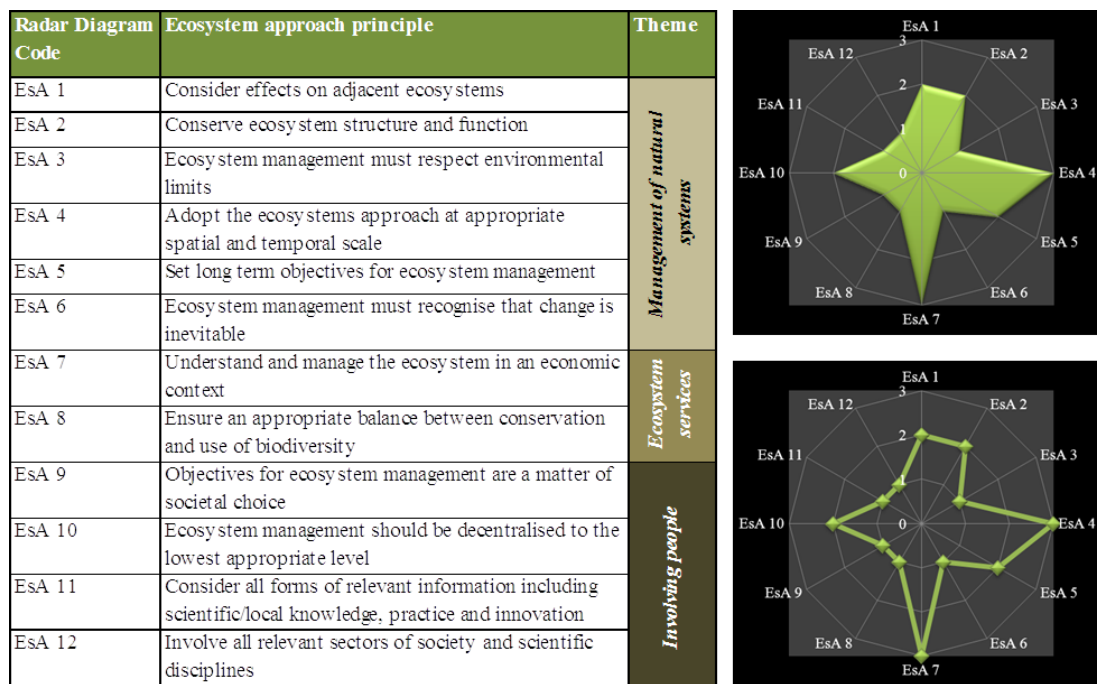 Radar Diagram Code Ecosystem approach principle Theme
EsA 1 Consider effects on adjacent ecosystems
EsA 2 Conserve ecosystem structure and function
EsA 3 Ecosystem management must respect environmental
limits
EsA 4 Adopt the ecosystems approach at appropriate
spatial and temporal scale
EsA 5 Set long term objectives for ecosystem management
EsA 6 Ecosystem management must recognise that change is
inevitable
Management of natural
systems
EsA 7 Understand and manage the ecosystem in an economic
context
EsA 8 Ensure an appropriate balance between conservation
and use of biodiversity
Ecosystem
services
EsA 9 Objectives for ecosystem management are a matter of
societal choice
EsA 10 Ecosystem management should be decentralised to the
lowest appropriate level
EsA 11 Consider all forms of relevant information including
scientific/local knowledge, practice and innovation
EsA 12 Involve all relevant sectors of society and scientific
disciplines
Involving people
EsA 1
EsA 2
EsA 3
EsA 4
EsA 5
EsA 6
EsA 7
EsA 8
EsA 9
EsA 10
EsA 11
EsA 12
3
2
1
0
EsA 1
EsA 2
EsA 3
EsA 4
EsA 5
EsA 6
EsA 7
EsA 8
EsA 9
EsA 10
EsA 11
EsA 12
3
2
1
0